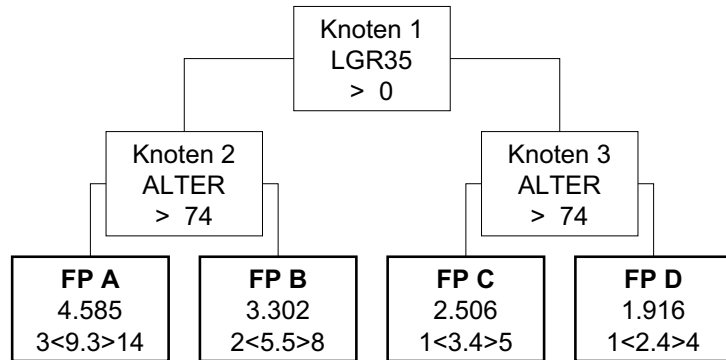 Knoten 1
LGR35
> 0
Knoten 2
ALTER
> 74
Knoten 3
ALTER
> 74
FP A
4.585
3<9.3>14
FP B
3.302
2<5.5>8
FP C
2.506
1<3.4>5
FP D
1.916
1<2.4>4